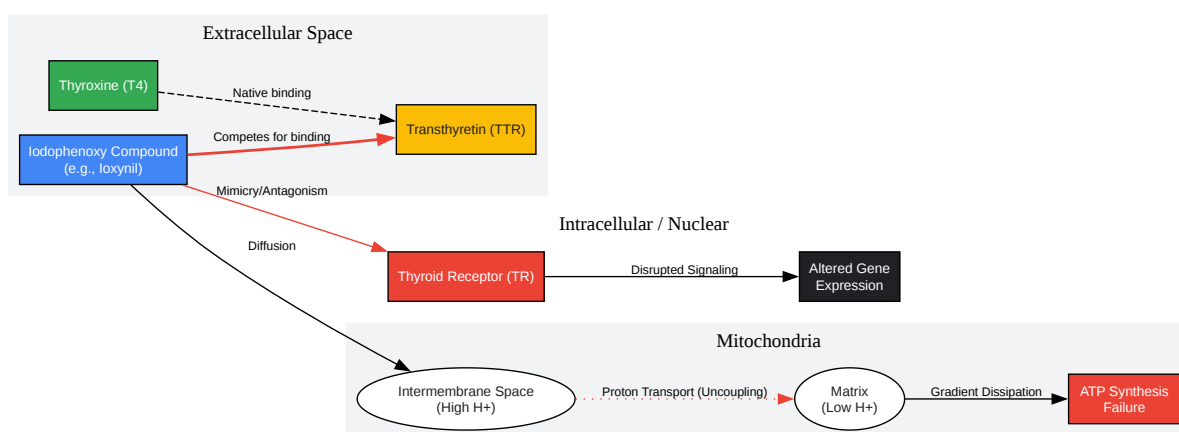 Extracellular Space
Thyroxine (T4)
Native binding
Transthyretin (TTR)
Competes for binding
Iodophenoxy Compound
(e.g., Ioxynil)
Mimicry/Antagonism
Intracellular / Nuclear
Diffusion
Thyroid Receptor (TR)
Disrupted Signaling
Altered Gene
Expression
Mitochondria
Intermembrane Space
(High H+)
Proton Transport (Uncoupling)
Matrix
(Low H+)
Gradient Dissipation
ATP Synthesis
Failure